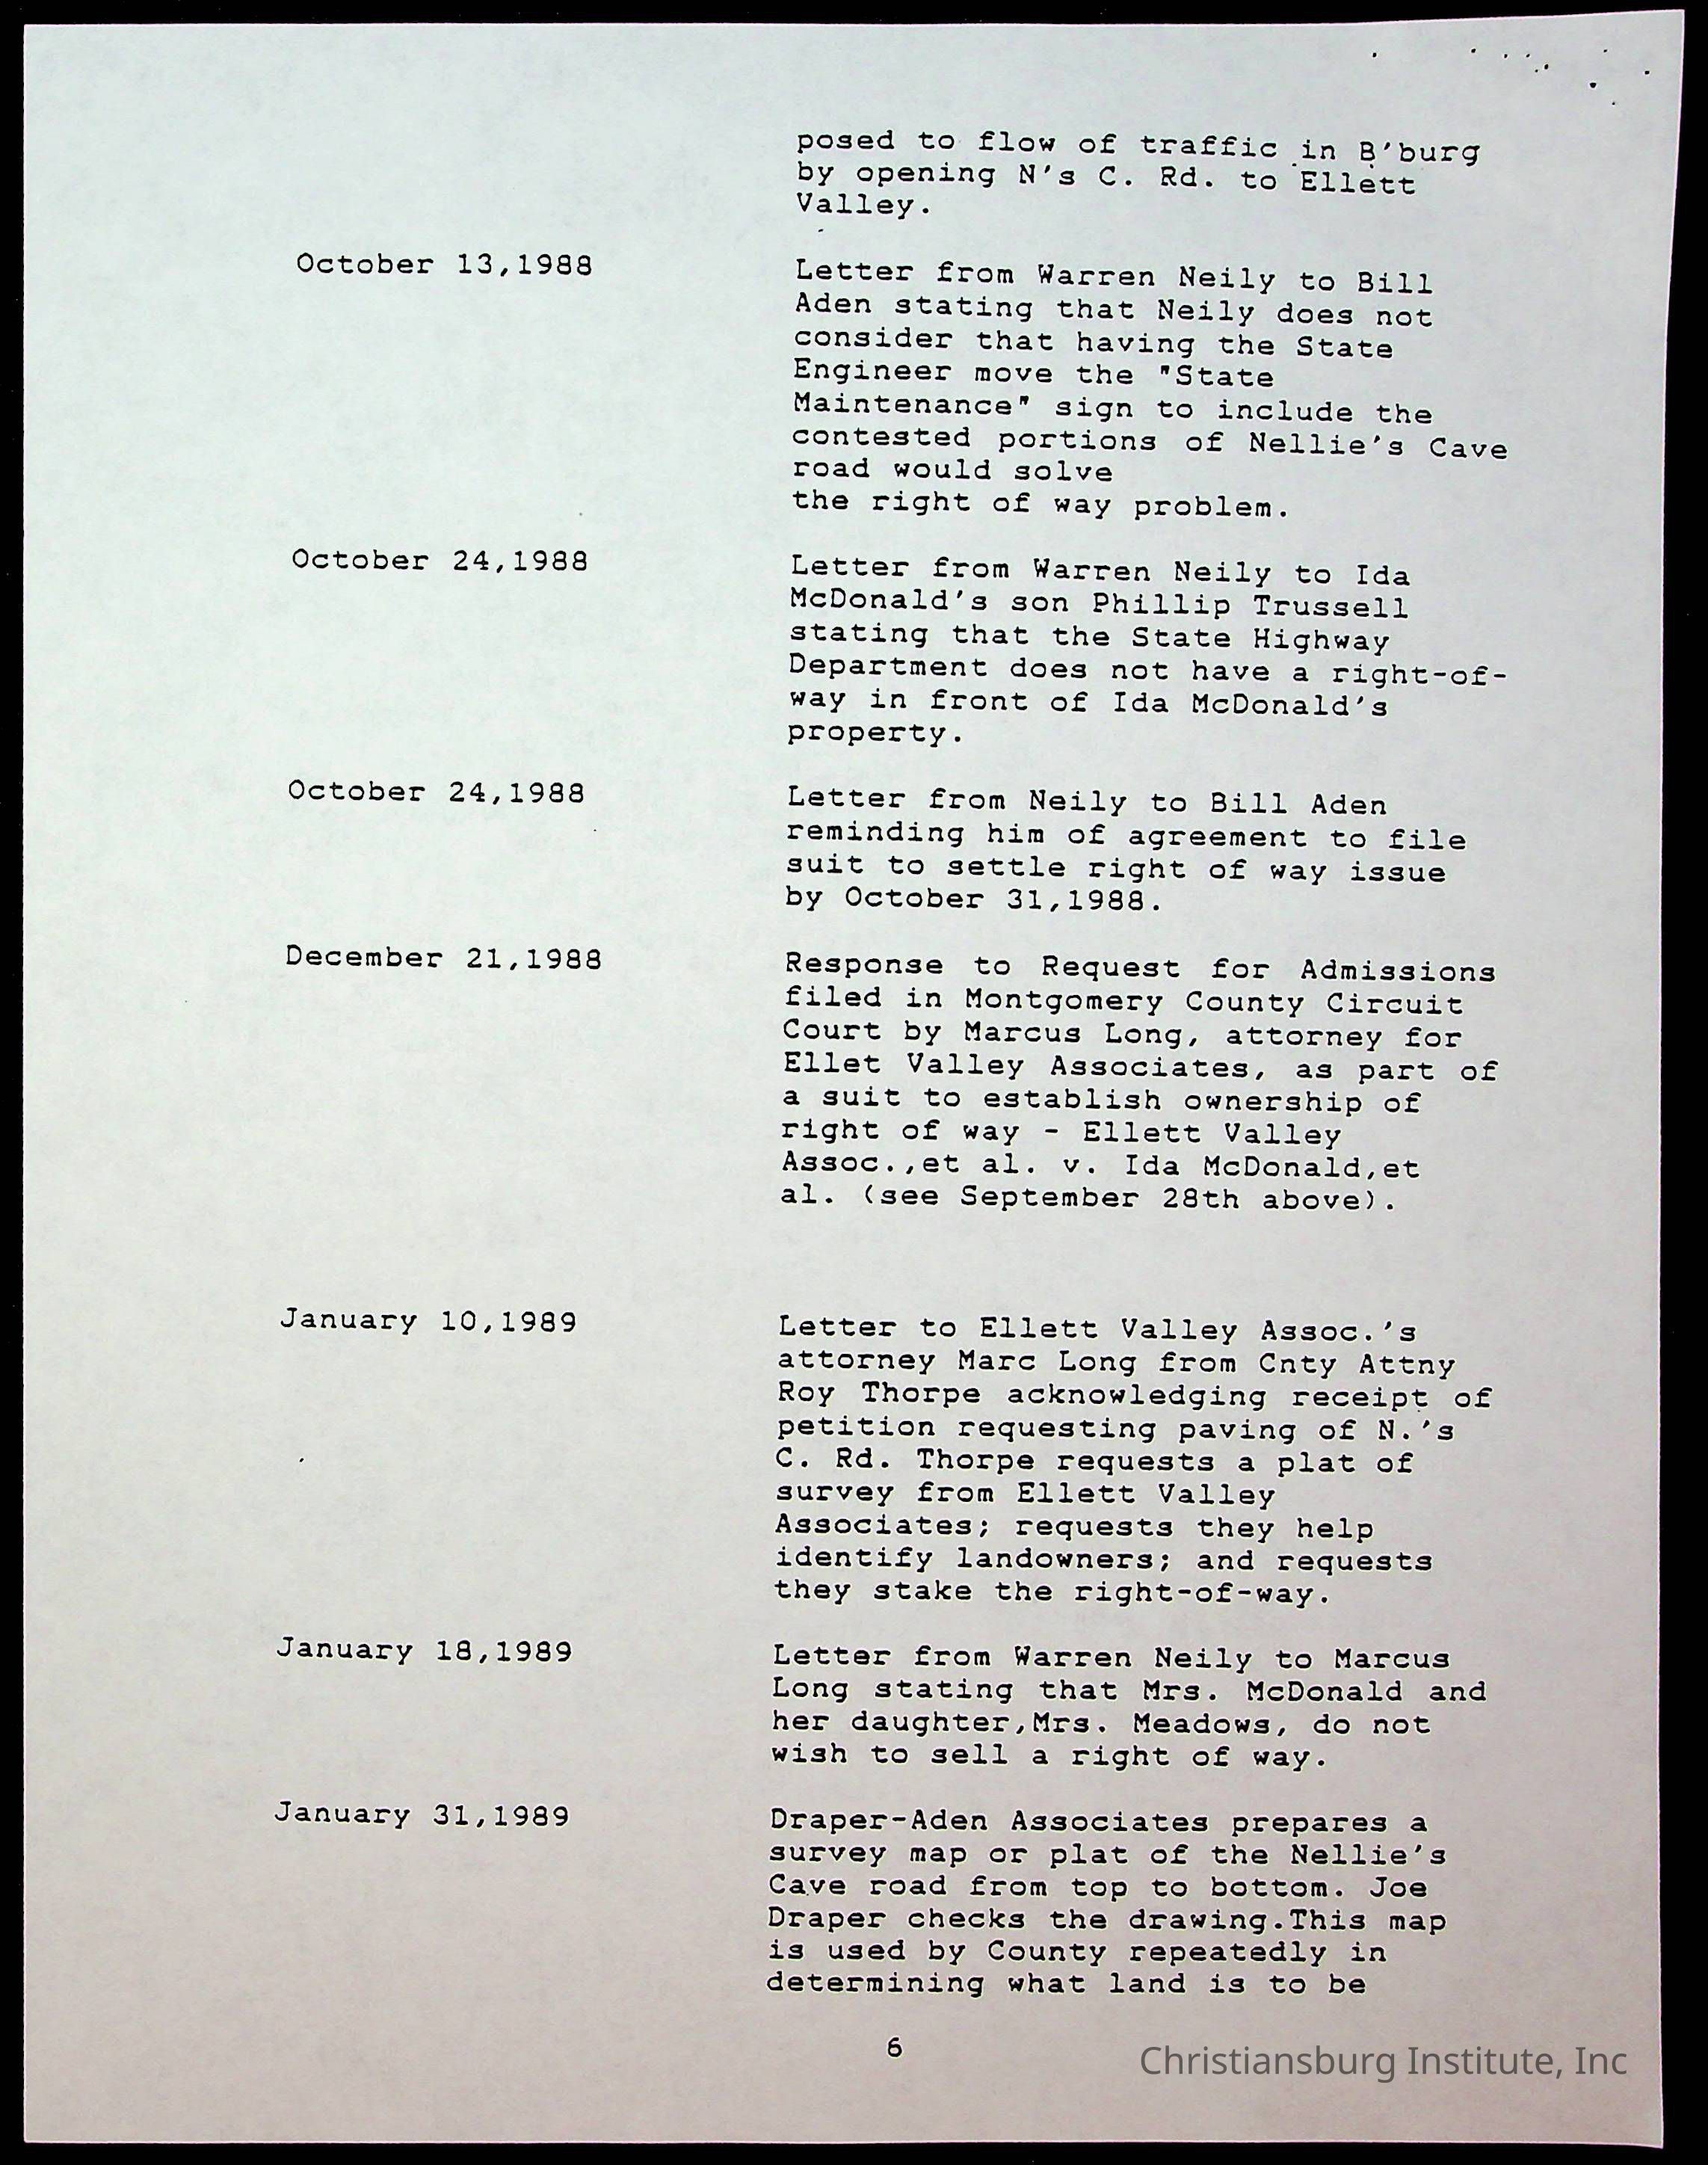 posed to flow of traffic in B'burg
by opening N's C. Rd. to Ellett
Valley.
October 13,1988
Letter from Warren Neily to Bill
Aden stating that Neily does not
consider that having the State
Engineer move the "State
Maintenance" sign to include the
contested portions of Nellie's Cave
road would solve
the right of way problem.
October 24,1988
Letter from Warren Neily to Ida
McDonald's son Phillip Trussell
stating that the State Highway
Department does not have a right-of-
way in front of Ida McDonald's
property.
October 24,1988
Letter from Neily to Bill Aden
reminding him of agreement to file
suit to settle right of way issue
by October 31,1988.
December 21,1988
Response to Request for Admissions
filed in Montgomery County Circuit
Court by Marcus Long, attorney for
Ellet Valley Associates, as part of
a suit to establish ownership of
right of way - Ellett Valley
Assoc.,et al. v. Ida McDonald,et
al. (see September 28th above).
January 10,1989
Letter to Ellett Valley Assoc.'s
attorney Marc Long from Cnty Attny
Roy Thorpe acknowledging receipt of
petition requesting paving of N.'s
C. Rd. Thorpe requests a plat of
survey from Ellett Valley
Associates; requests they help
identify landowners; and requests
they stake the right-of-way.
January 18,1989
Letter from Warren Neily to Marcus
Long stating that Mrs. McDonald and
her daughter,Mrs. Meadows, do not
wish to sell a right of way.
January 31,1989
Draper-Aden Associates prepares a
survey map or plat of the Nellie's
Cave road from top to bottom. Joe
Draper checks the drawing.This map
is used by County repeatedly in
determining what land is to be
6
Christiansburg Institute, Inc